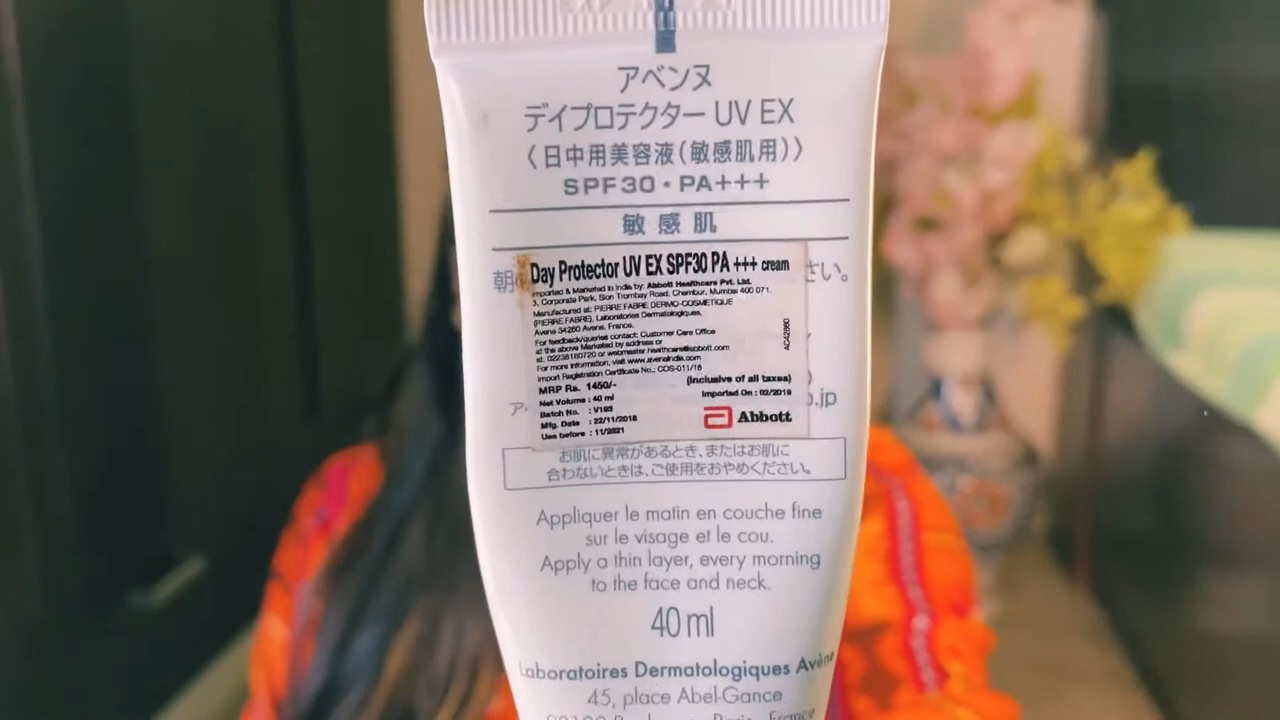 アベンヌ
デイプロテクター UV EX
〈日中用美容液(敏感肌用)〉
SPF30・PA+++
敏感肌
朝 さい。
Day Protector UV EX SPF30 PA +++ cream
Imported & Marketed in India by: Abbott Healthcare Pvt. Ltd.
3, Corporate Park, Sion Trombay Road, Chembur, Mumbai 400 071.
Manufactured at: PIERRE FABRE DERMO-COSMETIQUE
(PIERRE FABRE), Laboratoires Dermatologiques,
Avene 34260 Avene, France.
For feedback/queries contact: Customer Care Office
at the above Marketed by address or
at: 02238160720 or webmaster.healthcare@abbott.com
For more information, visit www.aveneindia.com
Import Registration Certificate No.: COS-011/18
AC42860
MRP Rs. 1450/- (inclusive of all taxes)
Net Volume : 40 ml Imported On : 02/2019
Batch No. : V193
Mfg. Date : 22/11/2018
Use before : 11/2021
Abbott
ア .jp
お肌に異常があるとき、またはお肌に
合わないときは、ご使用をおやめください。
Appliquer le matin en couche fine
sur le visage et le cou.
Apply a thin layer, every morning
to the face and neck.
40 ml
Laboratoires Dermatologiques Avène
45, place Abel-Gance